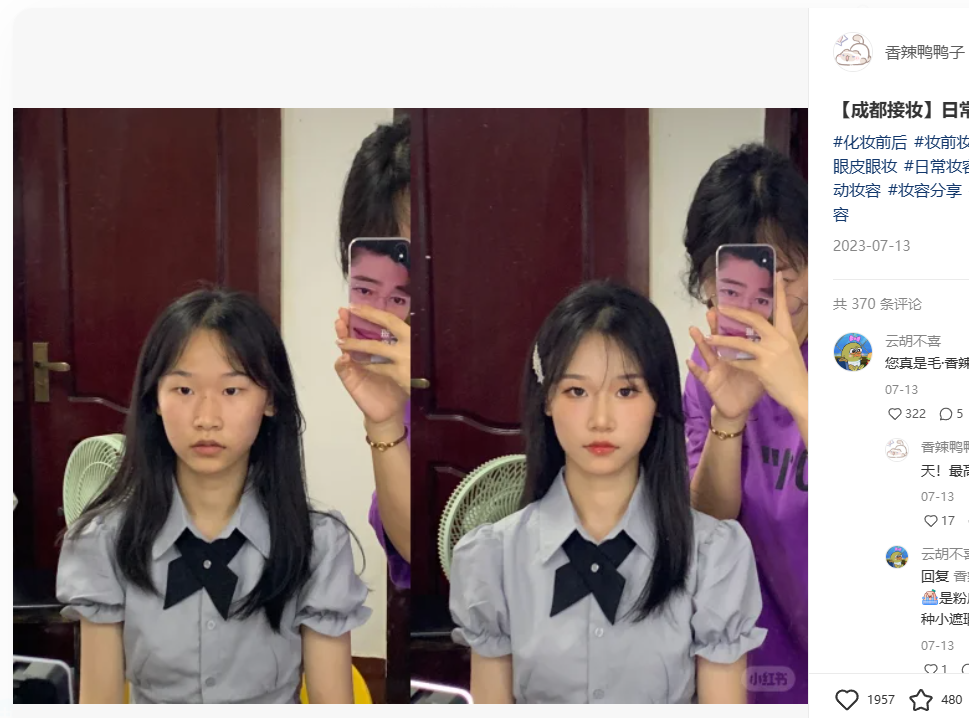 香辣鸭鸭子
【成都接妆】日常
#化妆前后 #妆前妆
眼皮眼妆 #日常妆容
动妆容 #妆容分享
容
2023-07-13
共 370 条评论
云胡不喜
您真是毛·香辣
07-13
322 5
香辣鸭鸭
天！最高
07-13
17
云胡不喜
回复 香
是粉
种小遮瑕
07-13
1
小红书
1957 480